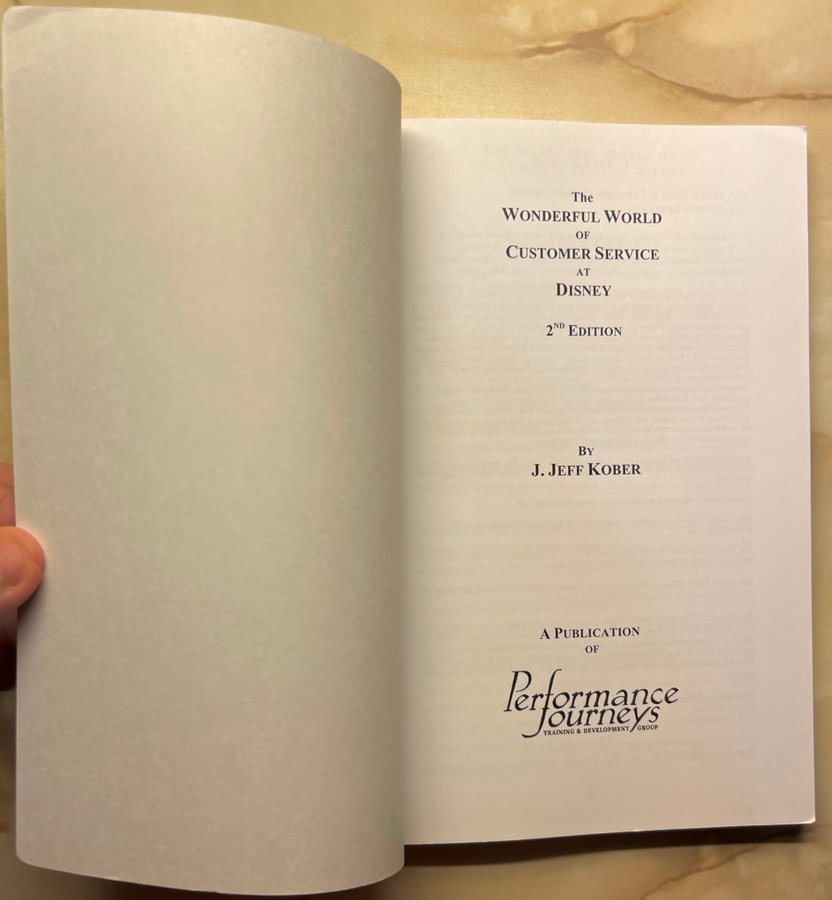 The
WONDERFUL WORLD
OF
CUSTOMER SERVICE
AT
DISNEY
2ND EDITION
BY
J. JEFF KOBER
A PUBLICATION
OF
Performance
Journeys
TRAINING & DEVELOPMENT GROUP